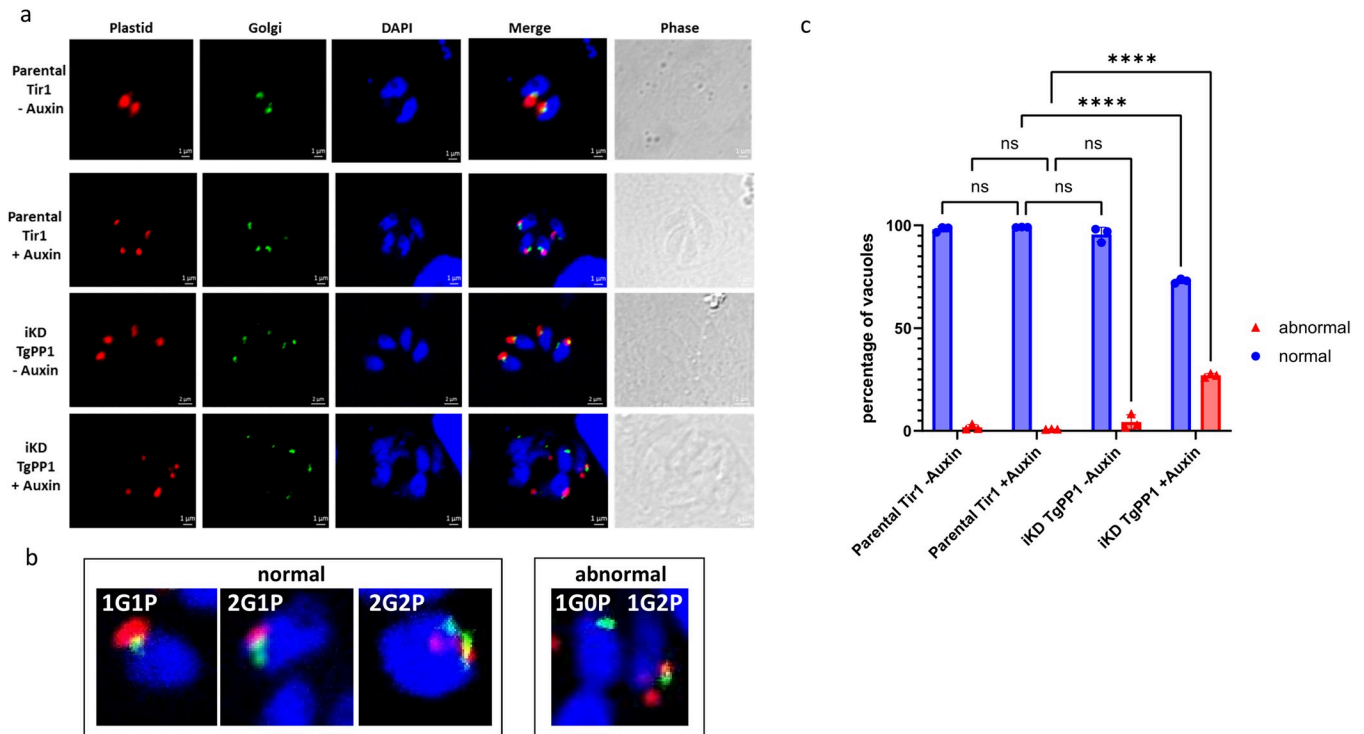 a
Plastid Golgi DAPI Merge Phase
Parental
Tir1
- Auxin
1 µm 1 µm 1 µm 1 µm 1 µm
Parental
Tir1
+ Auxin
1 µm 1 µm 1 µm 1 µm
iKD
TgPP1
- Auxin
2 µm 2 µm 2 µm 2 µm 2 µm
iKD
TgPP1
+ Auxin
1 µm 1 µm 1 µm 1 µm
b
normal
1G1P 2G1P 2G2P
abnormal
1G0P 1G2P
c
****
****
ns ns
ns ns
100
50
0
percentage of vacuoles
abnormal
normal
Parental Tir1 -Auxin
Parental Tir1 +Auxin
iKD TgPP1 -Auxin
iKD TgPP1 +Auxin